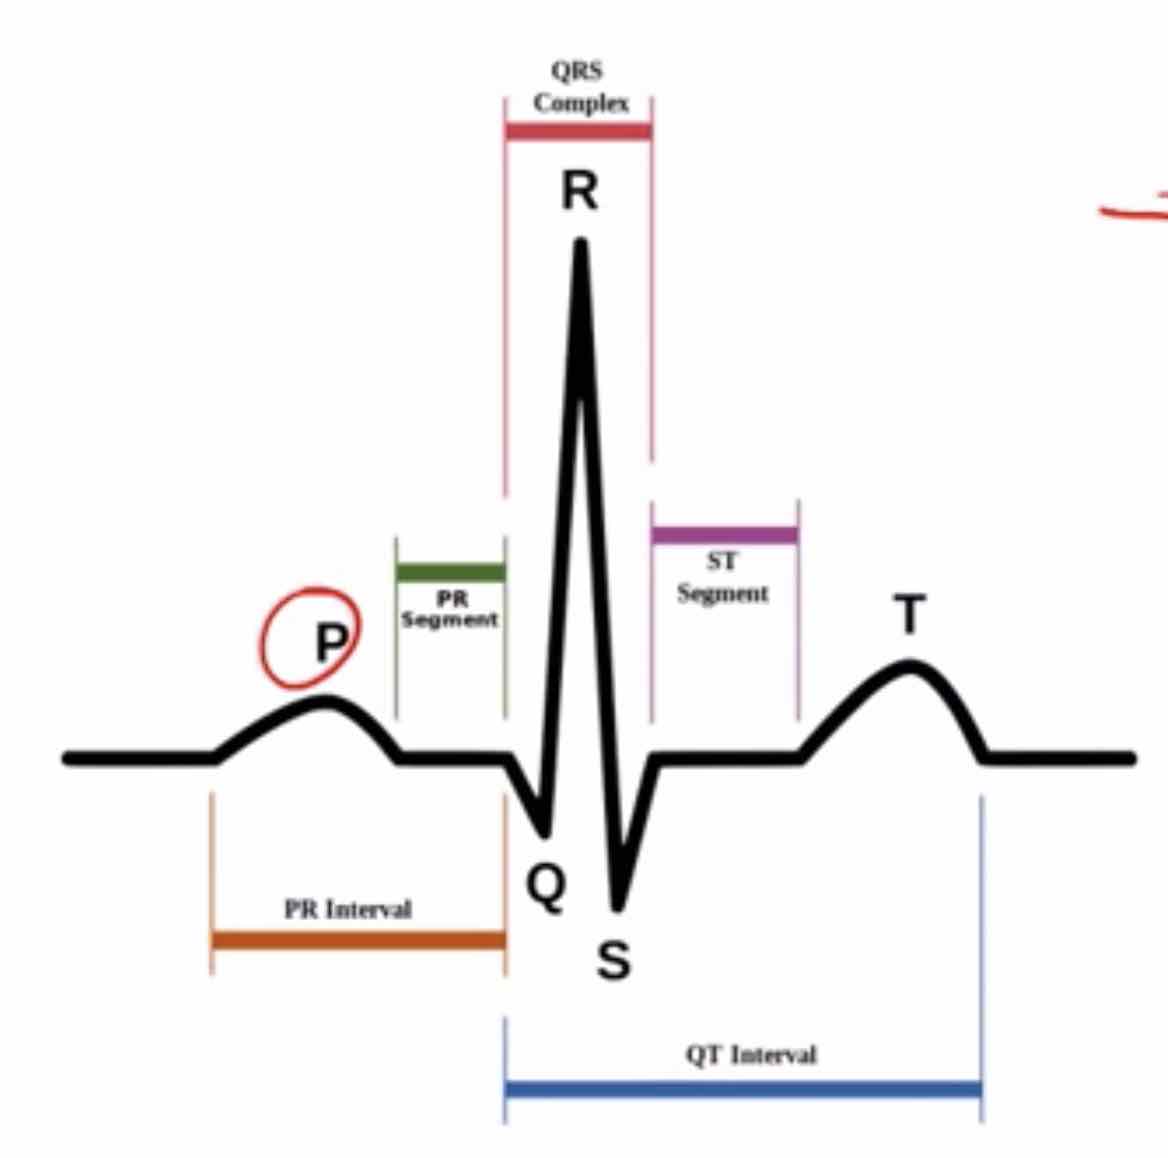 QRS
Complex
R
ST
Segment
PR
Segment
P
T
Q
PR Interval
S
QT Interval